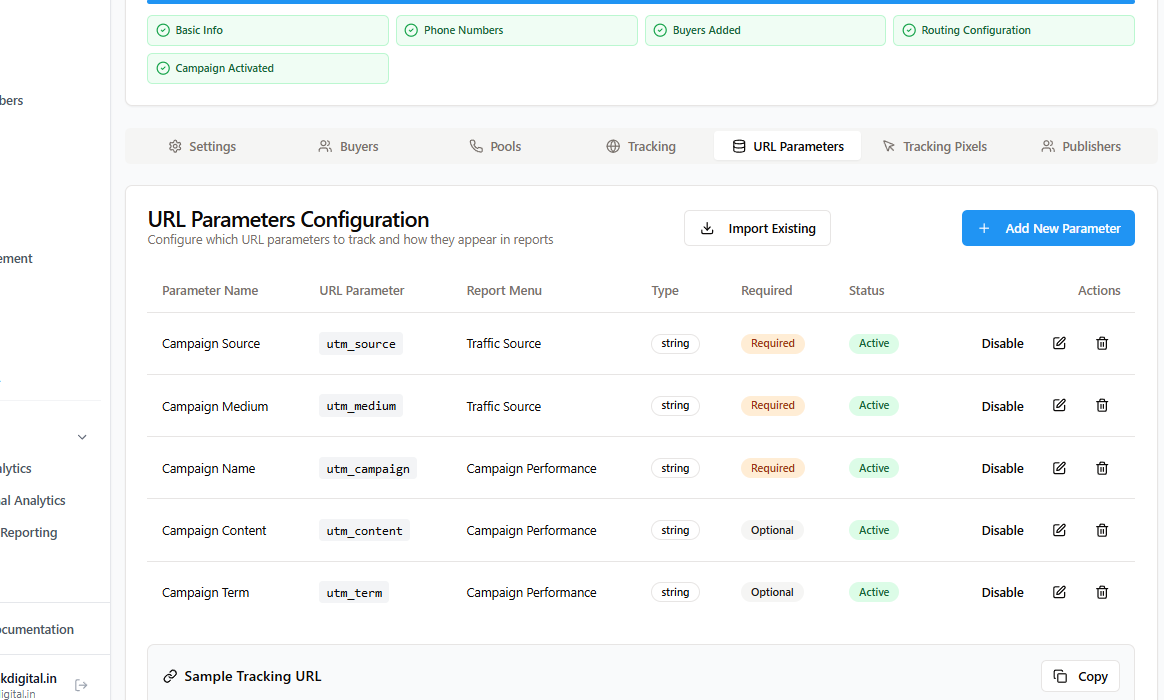 Basic Info
Phone Numbers
Buyers Added
Routing Configuration
Campaign Activated
bers
ement
lytics
al Analytics
Reporting
ocumentation
kdigital.in
igital.in
Settings
Buyers
Pools
Tracking
URL Parameters
Tracking Pixels
Publishers
URL Parameters Configuration
Configure which URL parameters to track and how they appear in reports
Import Existing
Add New Parameter
Parameter Name URL Parameter Report Menu Type Required Status Actions
Campaign Source utm_source Traffic Source string Required Active Disable
Campaign Medium utm_medium Traffic Source string Required Active Disable
Campaign Name utm_campaign Campaign Performance string Required Active Disable
Campaign Content utm_content Campaign Performance string Optional Active Disable
Campaign Term utm_term Campaign Performance string Optional Active Disable
Sample Tracking URL
Copy